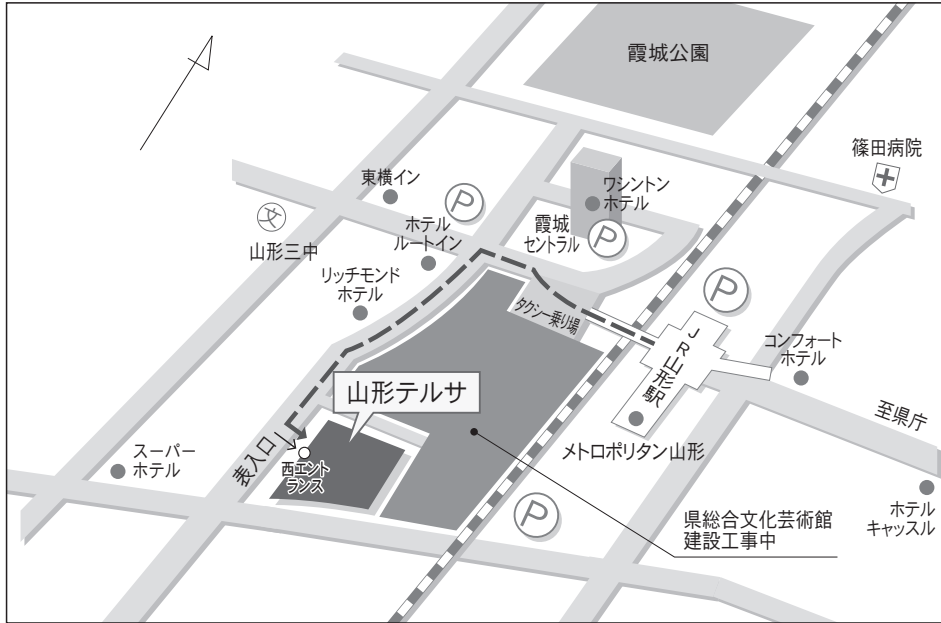 霞城公園
篠田病院
東横イン
P
ワシントン
ホテル
文
山形三中
ホテル
ルートイン
霞城
セントラル
P
リッチモンド
ホテル
P
タクシー乗り場
JR山形駅
コンフォート
ホテル
山形テルサ
至県庁
メトロポリタン山形
スーパー
ホテル
表入口
西エント
ランス
P
県総合文化芸術館
建設工事中
ホテル
キャッスル